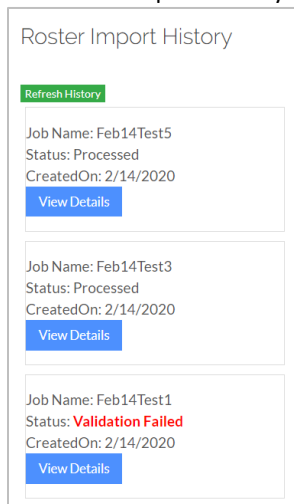 Roster Import History
Refresh History
Job Name: Feb14Test5
Status: Processed
CreatedOn: 2/14/2020
View Details
Job Name: Feb14Test3
Status: Processed
CreatedOn: 2/14/2020
View Details
Job Name: Feb14Test1
Status: Validation Failed
CreatedOn: 2/14/2020
View Details